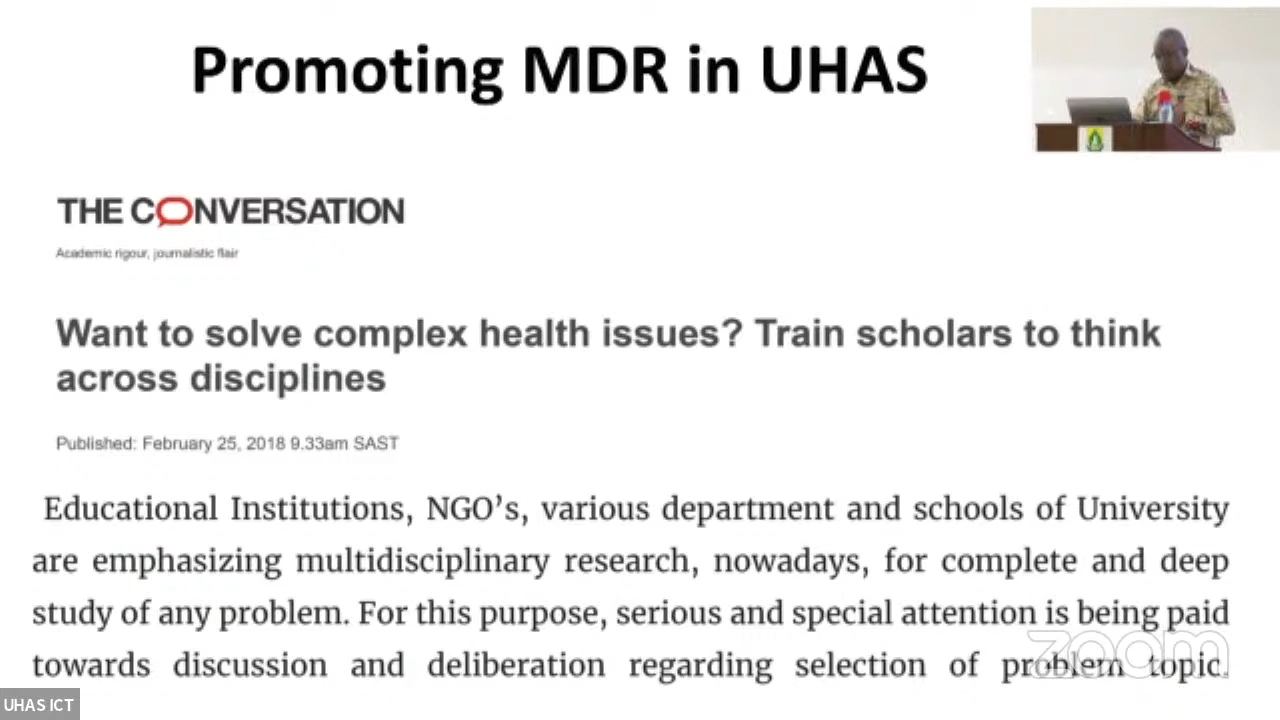 Promoting MDR in UHAS
THE CONVERSATION
Academic rigour, journalistic flair
Want to solve complex health issues? Train scholars to think
across disciplines
Published: February 25, 2018 9.33am SAST
Educational Institutions, NGO’s, various department and schools of University
are emphasizing multidisciplinary research, nowadays, for complete and deep
study of any problem. For this purpose, serious and special attention is being paid
towards discussion and deliberation regarding selection of problem topic.
zoom
UHAS ICT